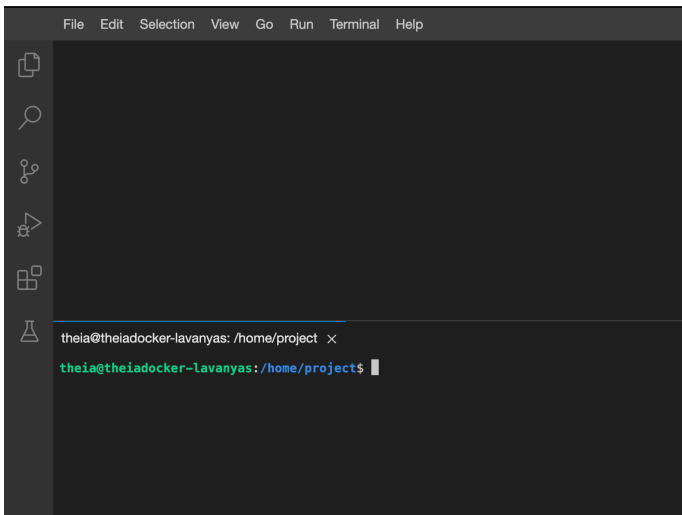 File Edit Selection View Go Run Terminal Help
theia@theiadocker-lavanyas: /home/project ×
theia@theiadocker-lavanyas:/home/project$